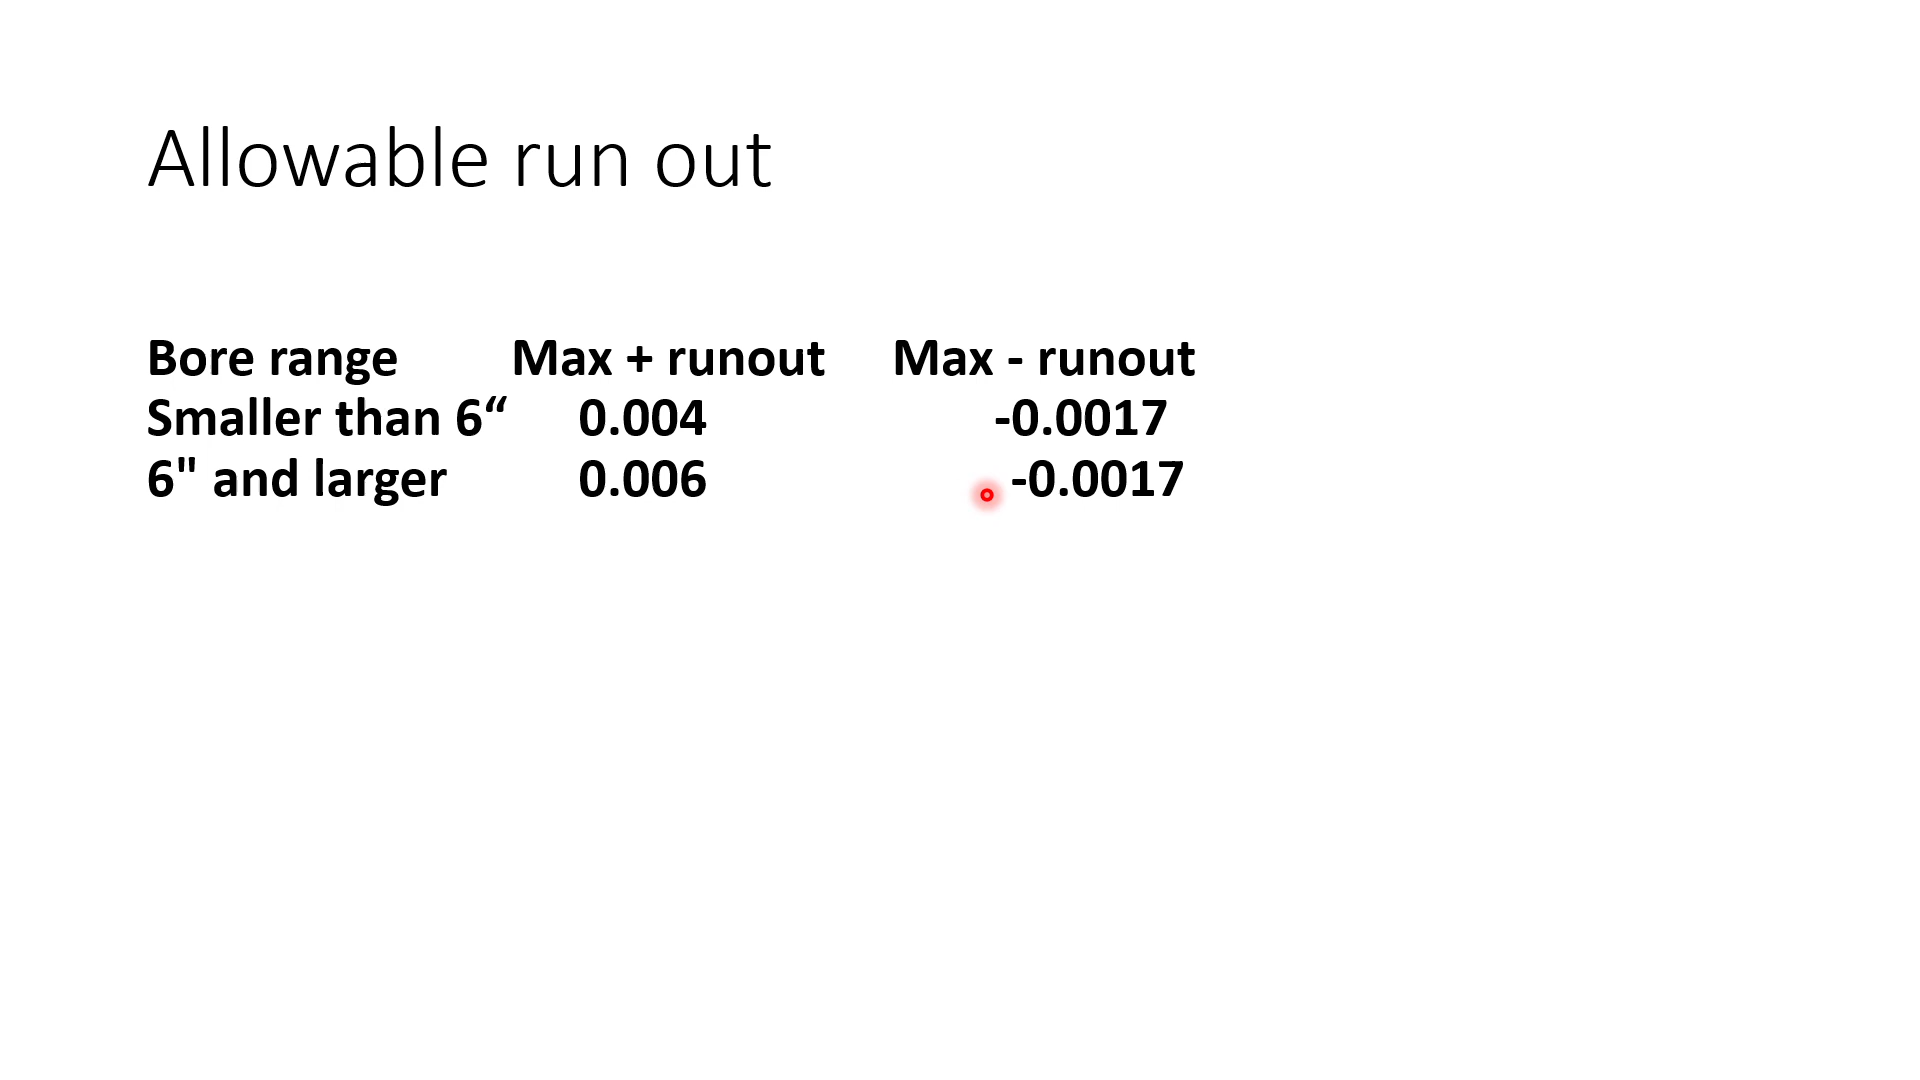 Allowable run out
Bore range Max + runout Max - runout
Smaller than 6“ 0.004 -0.0017
6" and larger 0.006 -0.0017